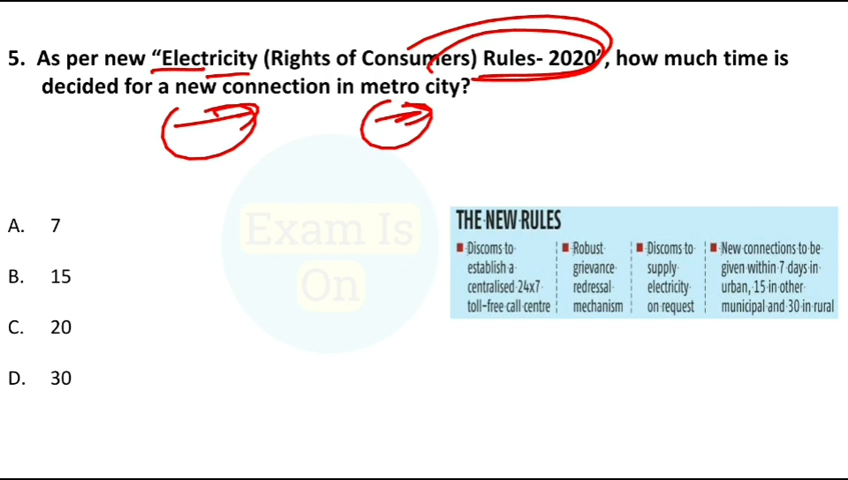 5. As per new “Electricity (Rights of Consumers) Rules- 2020”, how much time is
decided for a new connection in metro city?
Exam Is
On
A. 7
B. 15
C. 20
D. 30
THE NEW RULES
Discoms to
establish a
centralised 24x7
toll-free call centre
Robust
grievance
redressal
mechanism
Discoms to
supply
electricity
on request
New connections to be
given within 7 days in
urban, 15 in other
municipal and 30 in rural